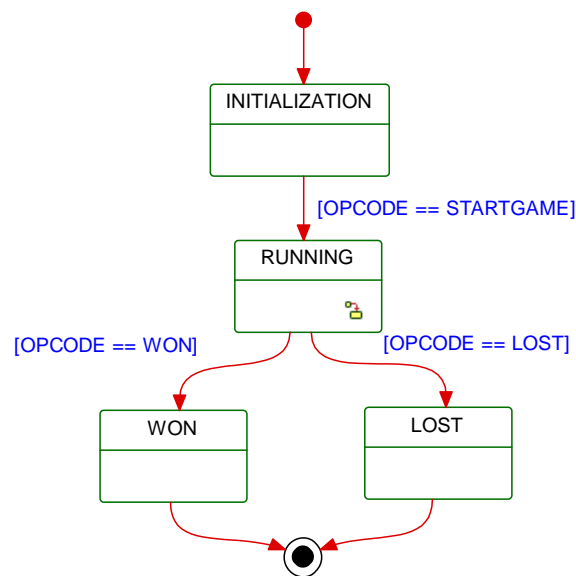 INITIALIZATION
[OPCODE == STARTGAME]
RUNNING
[OPCODE == WON]
[OPCODE == LOST]
WON
LOST